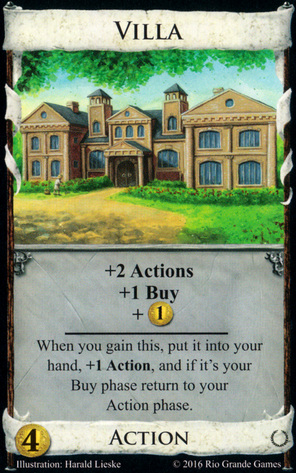 VILLA
+2 Actions
+1 Buy
+ 1
When you gain this, put it into your
hand, +1 Action, and if it's your
Buy phase return to your
Action phase.
4 ACTION
Illustration: Harald Lieske © 2016 Rio Grande Games